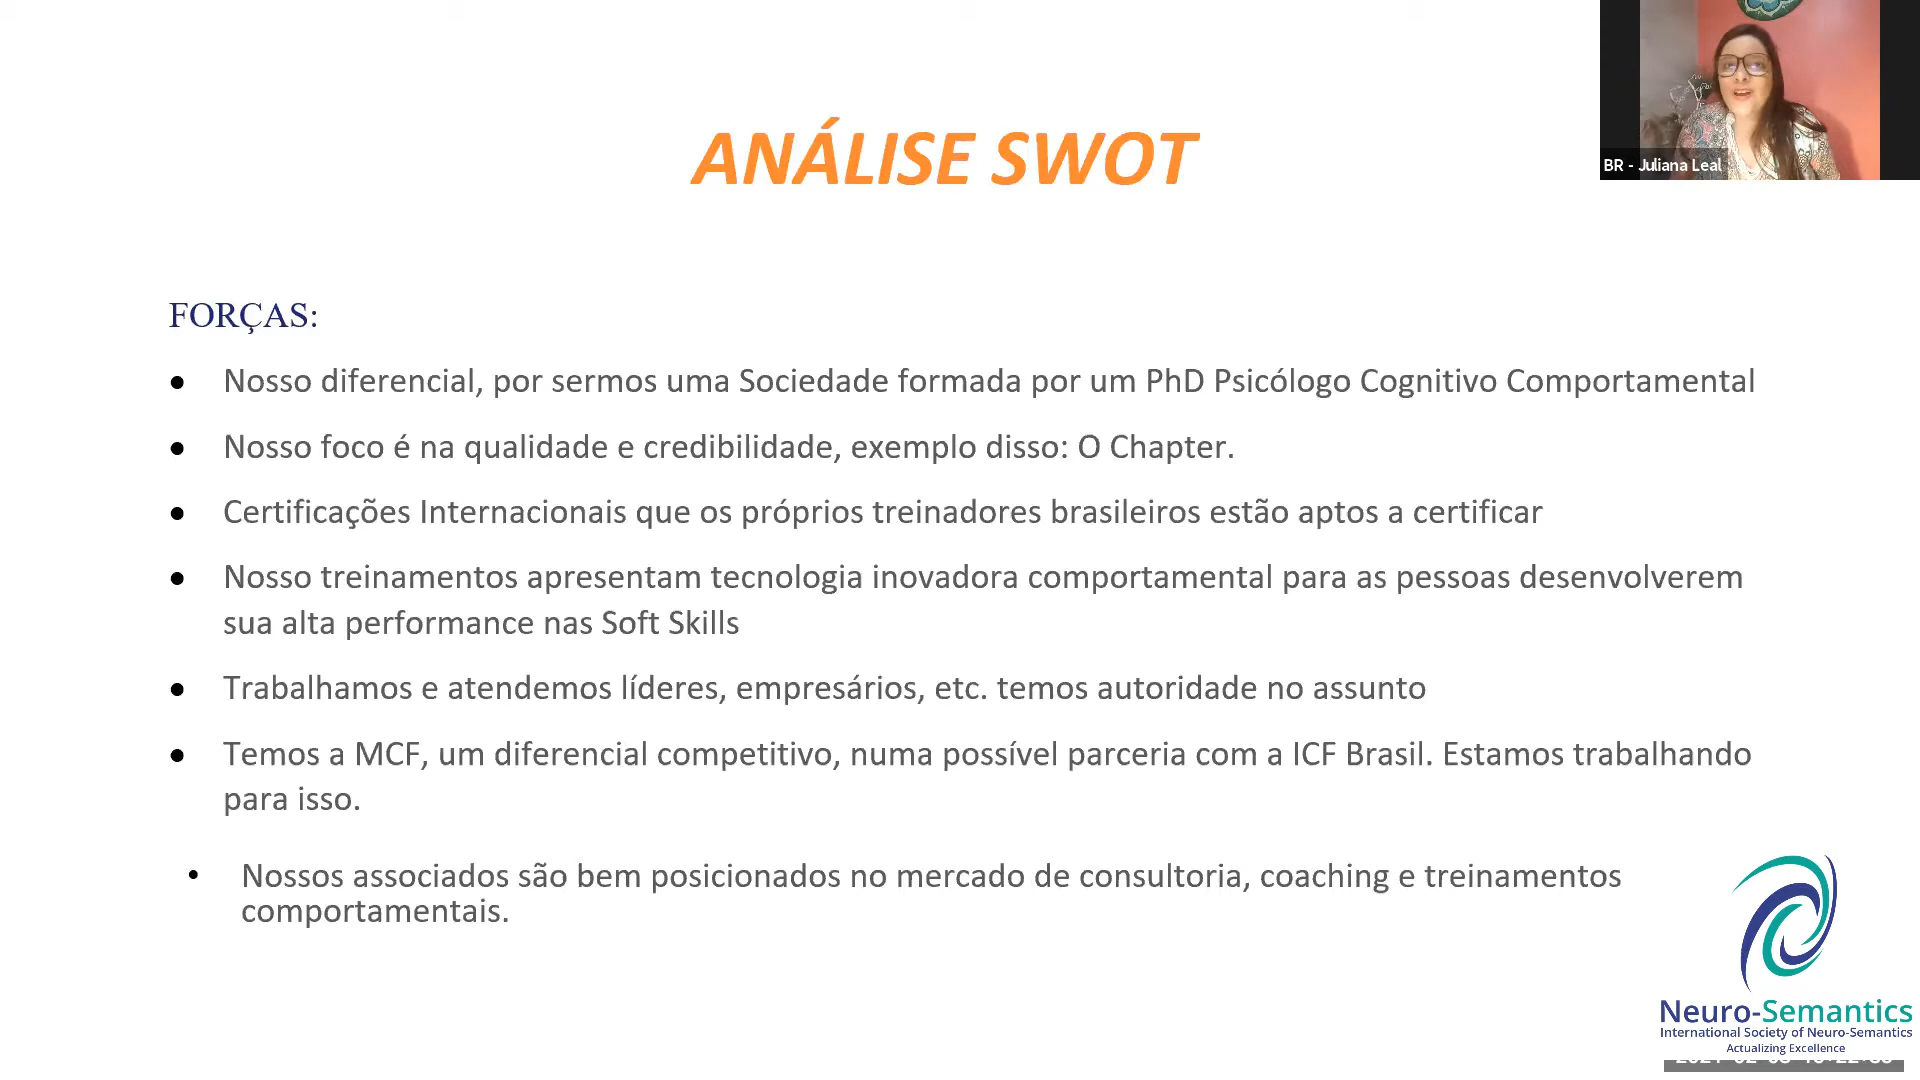 ANÁLISE SWOT
BR - Juliana Leal
FORÇAS:
● Nosso diferencial, por sermos uma Sociedade formada por um PhD Psicólogo Cognitivo Comportamental
● Nosso foco é na qualidade e credibilidade, exemplo disso: O Chapter.
● Certificações Internacionais que os próprios treinadores brasileiros estão aptos a certificar
● Nosso treinamentos apresentam tecnologia inovadora comportamental para as pessoas desenvolverem
sua alta performance nas Soft Skills
● Trabalhamos e atendemos líderes, empresários, etc. temos autoridade no assunto
● Temos a MCF, um diferencial competitivo, numa possível parceria com a ICF Brasil. Estamos trabalhando
para isso.
• Nossos associados são bem posicionados no mercado de consultoria, coaching e treinamentos
comportamentais.
Neuro-Semantics
International Society of Neuro-Semantics
Actualizing Excellence